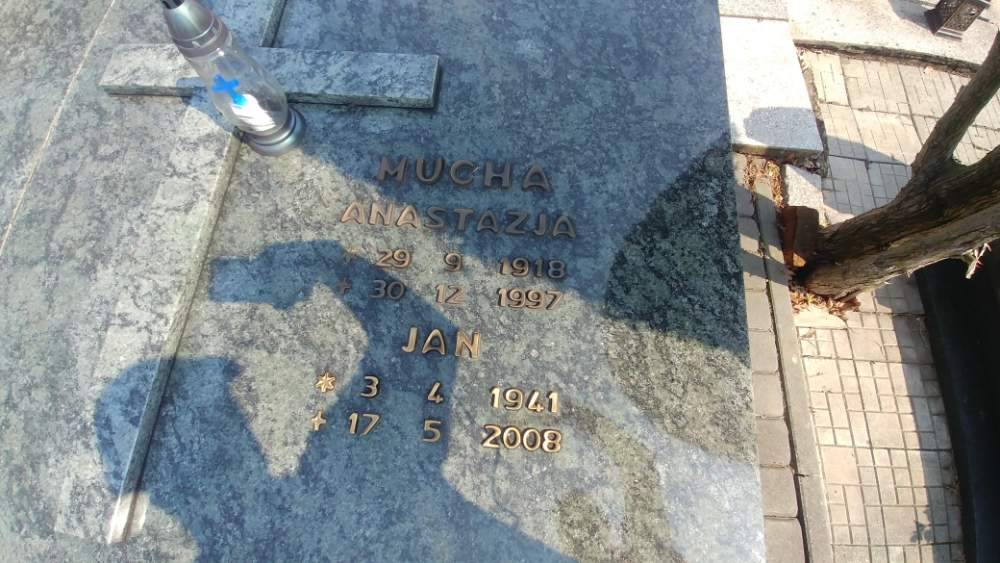 MUCHA
ANASTAZJA
* 29 9 1918
+ 30 12 1997
JAN
* 3 4 1941
+ 17 5 2008